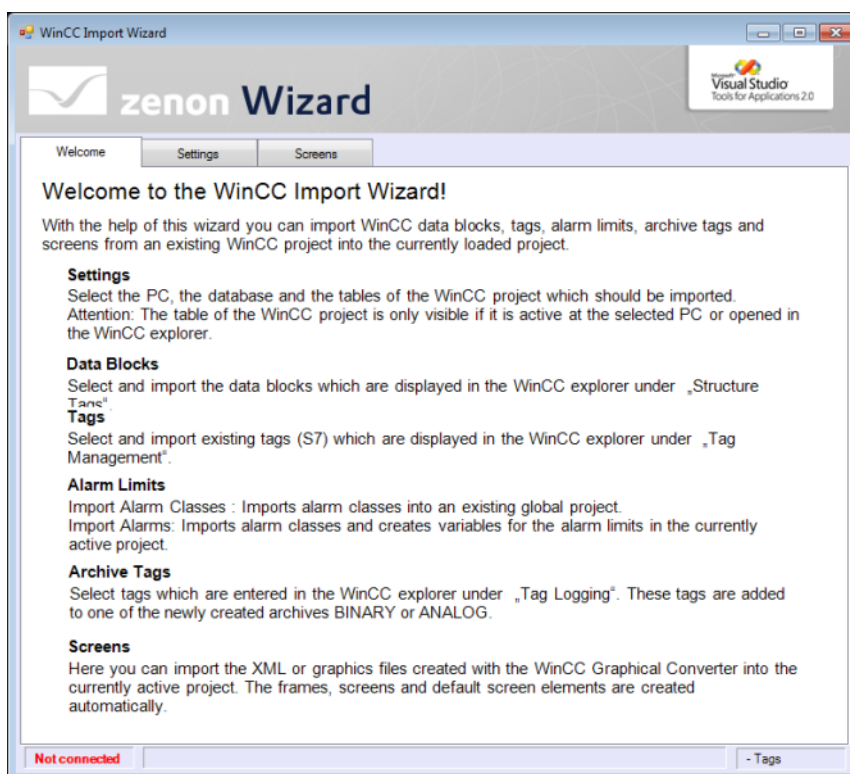 WinCC Import Wizard
zenon Wizard
Microsoft
Visual Studio
Tools for Applications 2.0
Welcome
Settings
Screens
Welcome to the WinCC Import Wizard!
With the help of this wizard you can import WinCC data blocks, tags, alarm limits, archive tags and
screens from an existing WinCC project into the currently loaded project.
Settings
Select the PC, the database and the tables of the WinCC project which should be imported.
Attention: The table of the WinCC project is only visible if it is active at the selected PC or opened in
the WinCC explorer.
Data Blocks
Select and import the data blocks which are displayed in the WinCC explorer under „Structure
Tags“.
Tags
Select and import existing tags (S7) which are displayed in the WinCC explorer under „Tag
Management“.
Alarm Limits
Import Alarm Classes : Imports alarm classes into an existing global project.
Import Alarms: Imports alarm classes and creates variables for the alarm limits in the currently
active project.
Archive Tags
Select tags which are entered in the WinCC explorer under „Tag Logging“. These tags are added
to one of the newly created archives BINARY or ANALOG.
Screens
Here you can import the XML or graphics files created with the WinCC Graphical Converter into the
currently active project. The frames, screens and default screen elements are created
automatically.
Not connected
- Tags